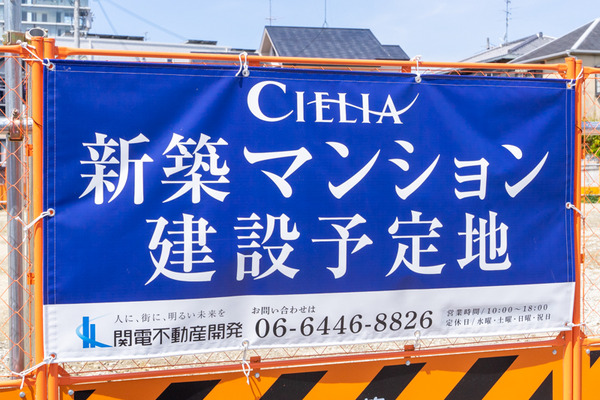 CIELIA
新築マンション
建設予定地
人に、街に、明るい未来を
関電不動産開発
お問い合わせは
06-6446-8826
営業時間/10:00〜18:00
定休日/水曜・土曜・日曜・祝日